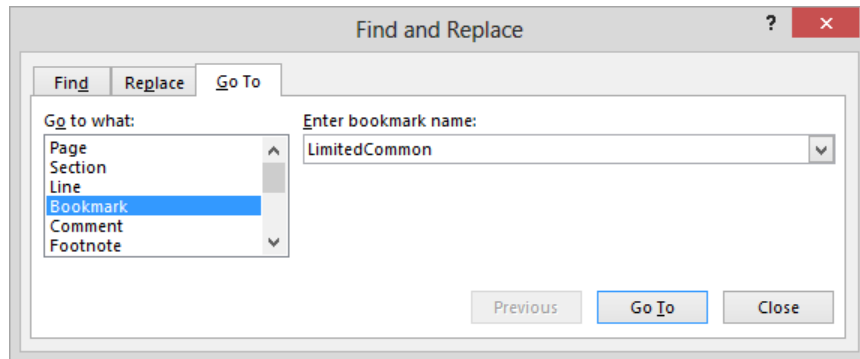 Find and Replace ?
Find Replace Go To
Go to what:
Page
Section
Line
Bookmark
Comment
Footnote
Enter bookmark name:
LimitedCommon
Previous Go To Close